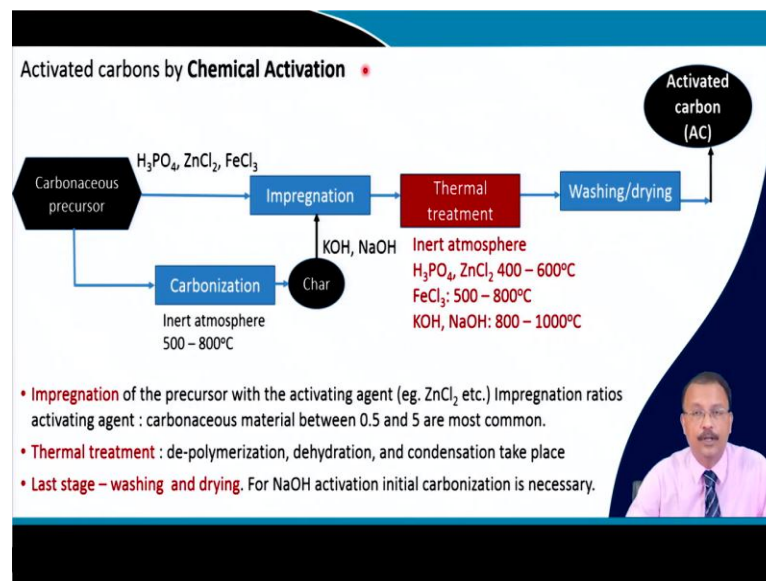 Activated carbons by Chemical Activation
Activated
carbon
(AC)
H₃PO₄, ZnCl₂, FeCl₃
Carbonaceous
precursor
Impregnation
Thermal
treatment
Washing/drying
KOH, NaOH
Carbonization
Char
Inert atmosphere
500 – 800°C
Inert atmosphere
H₃PO₄, ZnCl₂ 400 – 600°C
FeCl₃: 500 – 800°C
KOH, NaOH: 800 – 1000°C
• Impregnation of the precursor with the activating agent (eg. ZnCl₂ etc.) Impregnation ratios
activating agent : carbonaceous material between 0.5 and 5 are most common.
• Thermal treatment : de-polymerization, dehydration, and condensation take place
• Last stage – washing and drying. For NaOH activation initial carbonization is necessary.